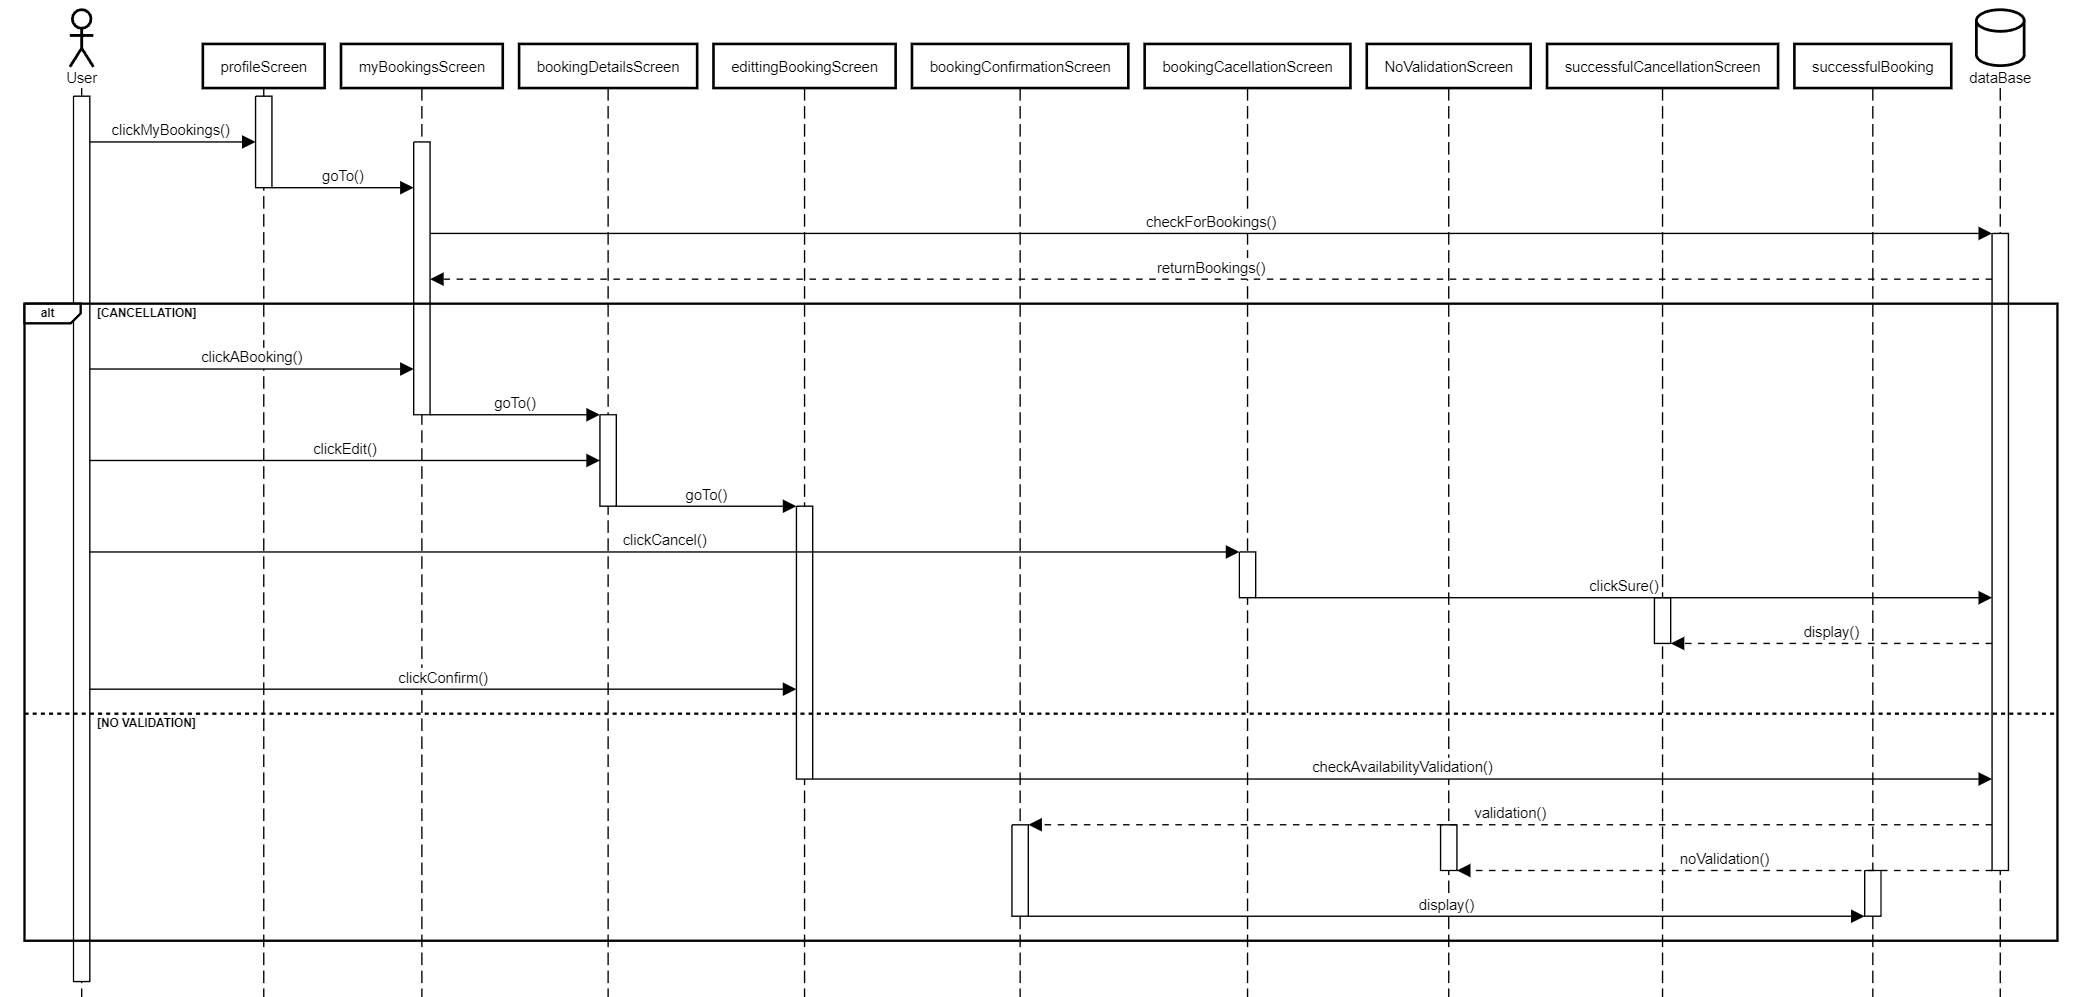 User
profileScreen
myBookingsScreen
bookingDetailsScreen
edittingBookingScreen
bookingConfirmationScreen
bookingCacellationScreen
NoValidationScreen
successfulCancellationScreen
successfulBooking
dataBase
clickMyBookings()
goTo()
checkForBookings()
returnBookings()
alt
[CANCELLATION]
clickABooking()
goTo()
clickEdit()
goTo()
clickCancel()
clickSure()
display()
clickConfirm()
[NO VALIDATION]
checkAvailabilityValidation()
validation()
noValidation()
display()